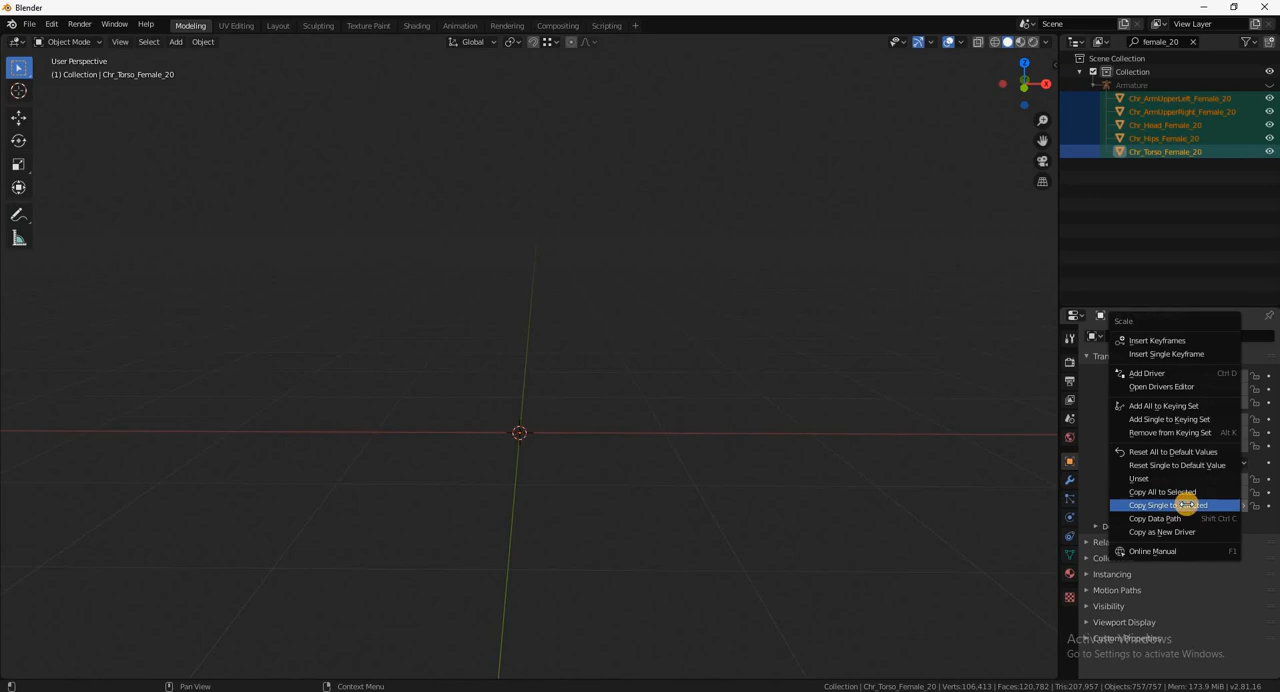 Blender
File Edit Render Window Help
Modeling UV Editing Layout Sculpting Texture Paint Shading Animation Rendering Compositing Scripting +
Scene
View Layer
Object Mode View Select Add Object
Global
female_20
User Perspective
(1) Collection | Chr_Torso_Female_20
Z
X
Scene Collection
Collection
Armature
Chr_ArmUpperLeft_Female_20
Chr_ArmUpperRight_Female_20
Chr_Head_Female_20
Chr_Hips_Female_20
Chr_Torso_Female_20
Scale
Insert Keyframes
Insert Single Keyframe
Add Driver Ctrl D
Open Drivers Editor
Add All to Keying Set
Add Single to Keying Set
Remove from Keying Set Alt K
Reset All to Default Values
Reset Single to Default Value
Unset
Copy All to Selected
Copy Single to Selected
Copy Data Path Shift Ctrl C
Copy as New Driver
Online Manual F1
Instancing
Motion Paths
Visibility
Viewport Display
Custom Properties
Activate Windows
Go to Settings to activate Windows.
Pan View
Context Menu
Collection | Chr_Torso_Female_20 | Verts:106,413 | Faces:120,782 | Tris:207,957 | Objects:757/757 | Mem: 173.9 MiB | v2.81.16